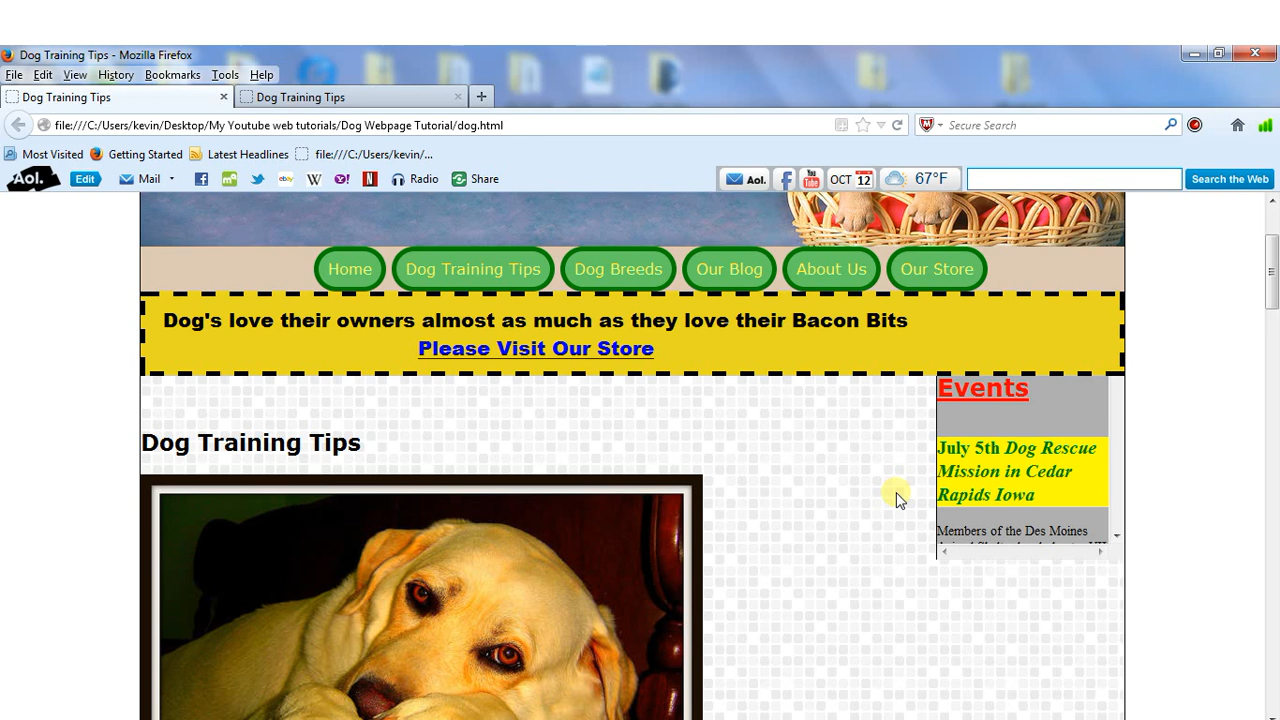 Dog Training Tips - Mozilla Firefox
File Edit View History Bookmarks Tools Help
Dog Training Tips Dog Training Tips
file:///C:/Users/kevin/Desktop/My Youtube web tutorials/Dog Webpage Tutorial/dog.html Secure Search
Most Visited Getting Started Latest Headlines file:///C:/Users/kevin/...
Aol. Edit Mail Radio Share Aol. You Tube OCT 12 67°F Search the Web
Home Dog Training Tips Dog Breeds Our Blog About Us Our Store
Dog's love their owners almost as much as they love their Bacon Bits
Please Visit Our Store
Events
Dog Training Tips
July 5th Dog Rescue
Mission in Cedar
Rapids Iowa
Members of the Des Moines